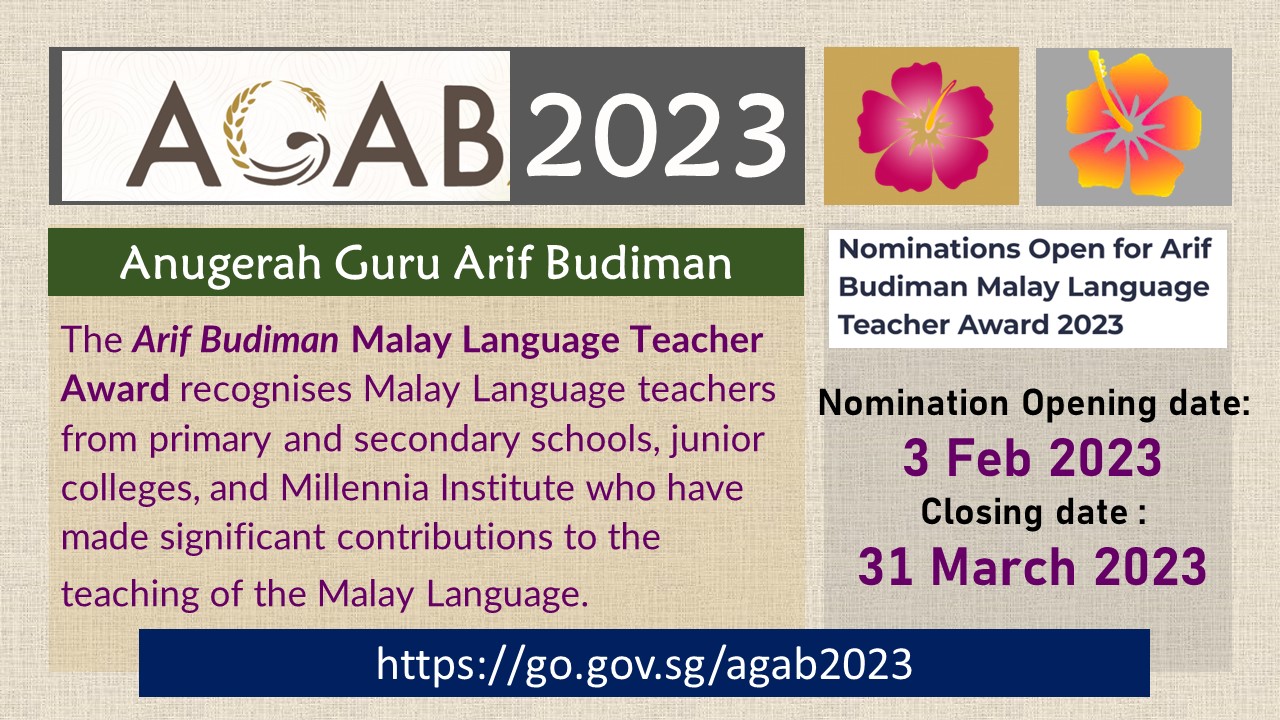 AGAB 2023
Anugerah Guru Arif Budiman
The Arif Budiman Malay Language Teacher
Award recognises Malay Language teachers
from primary and secondary schools, junior
colleges, and Millennia Institute who have
made significant contributions to the
teaching of the Malay Language.
Nominations Open for Arif
Budiman Malay Language
Teacher Award 2023
Nomination Opening date:
3 Feb 2023
Closing date :
31 March 2023
https://go.gov.sg/agab2023